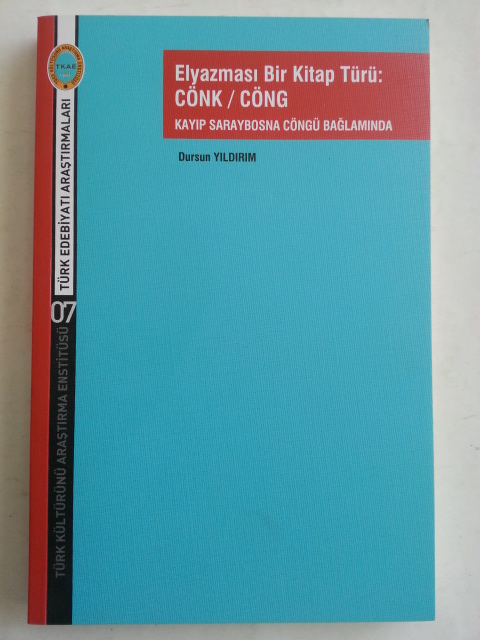 Elyazması Bir Kitap Türü:
CÖNK / CÖNG
KAYIP SARAYBOSNA CÖNGÜ BAĞLAMINDA
Dursun YILDIRIM
TKAE
TÜRK EDEBİYATI ARAŞTIRMALARI
07
TÜRK KÜLTÜRÜNÜ ARAŞTIRMA ENSTİTÜSÜ